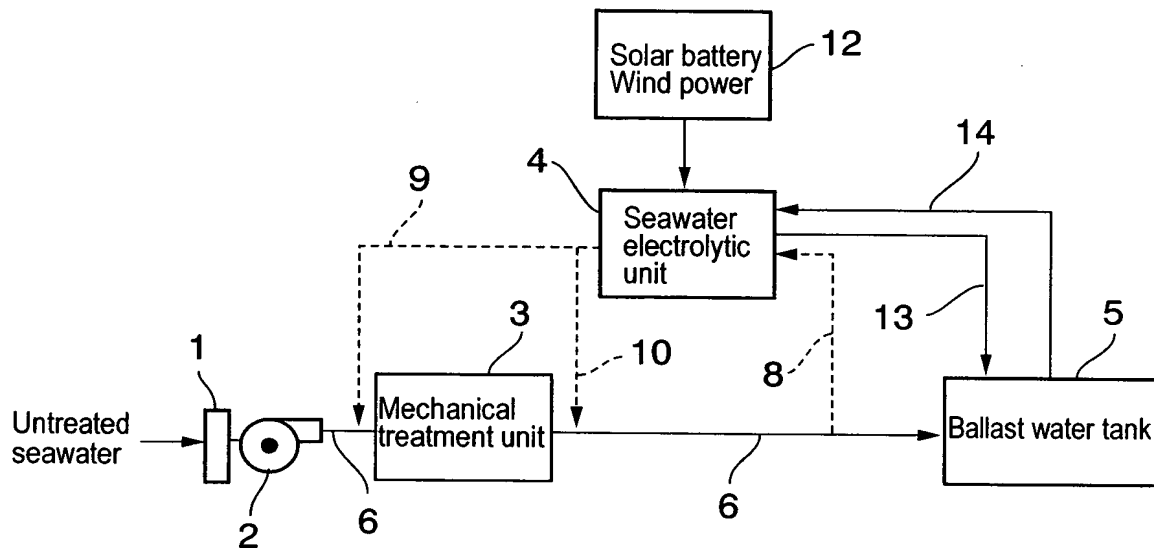 Solar battery
Wind power
12
14
4
9
Seawater
electrolytic
unit
13
3
10
8
5
1
Untreated
seawater
Mechanical
treatment unit
Ballast water tank
2
6
6